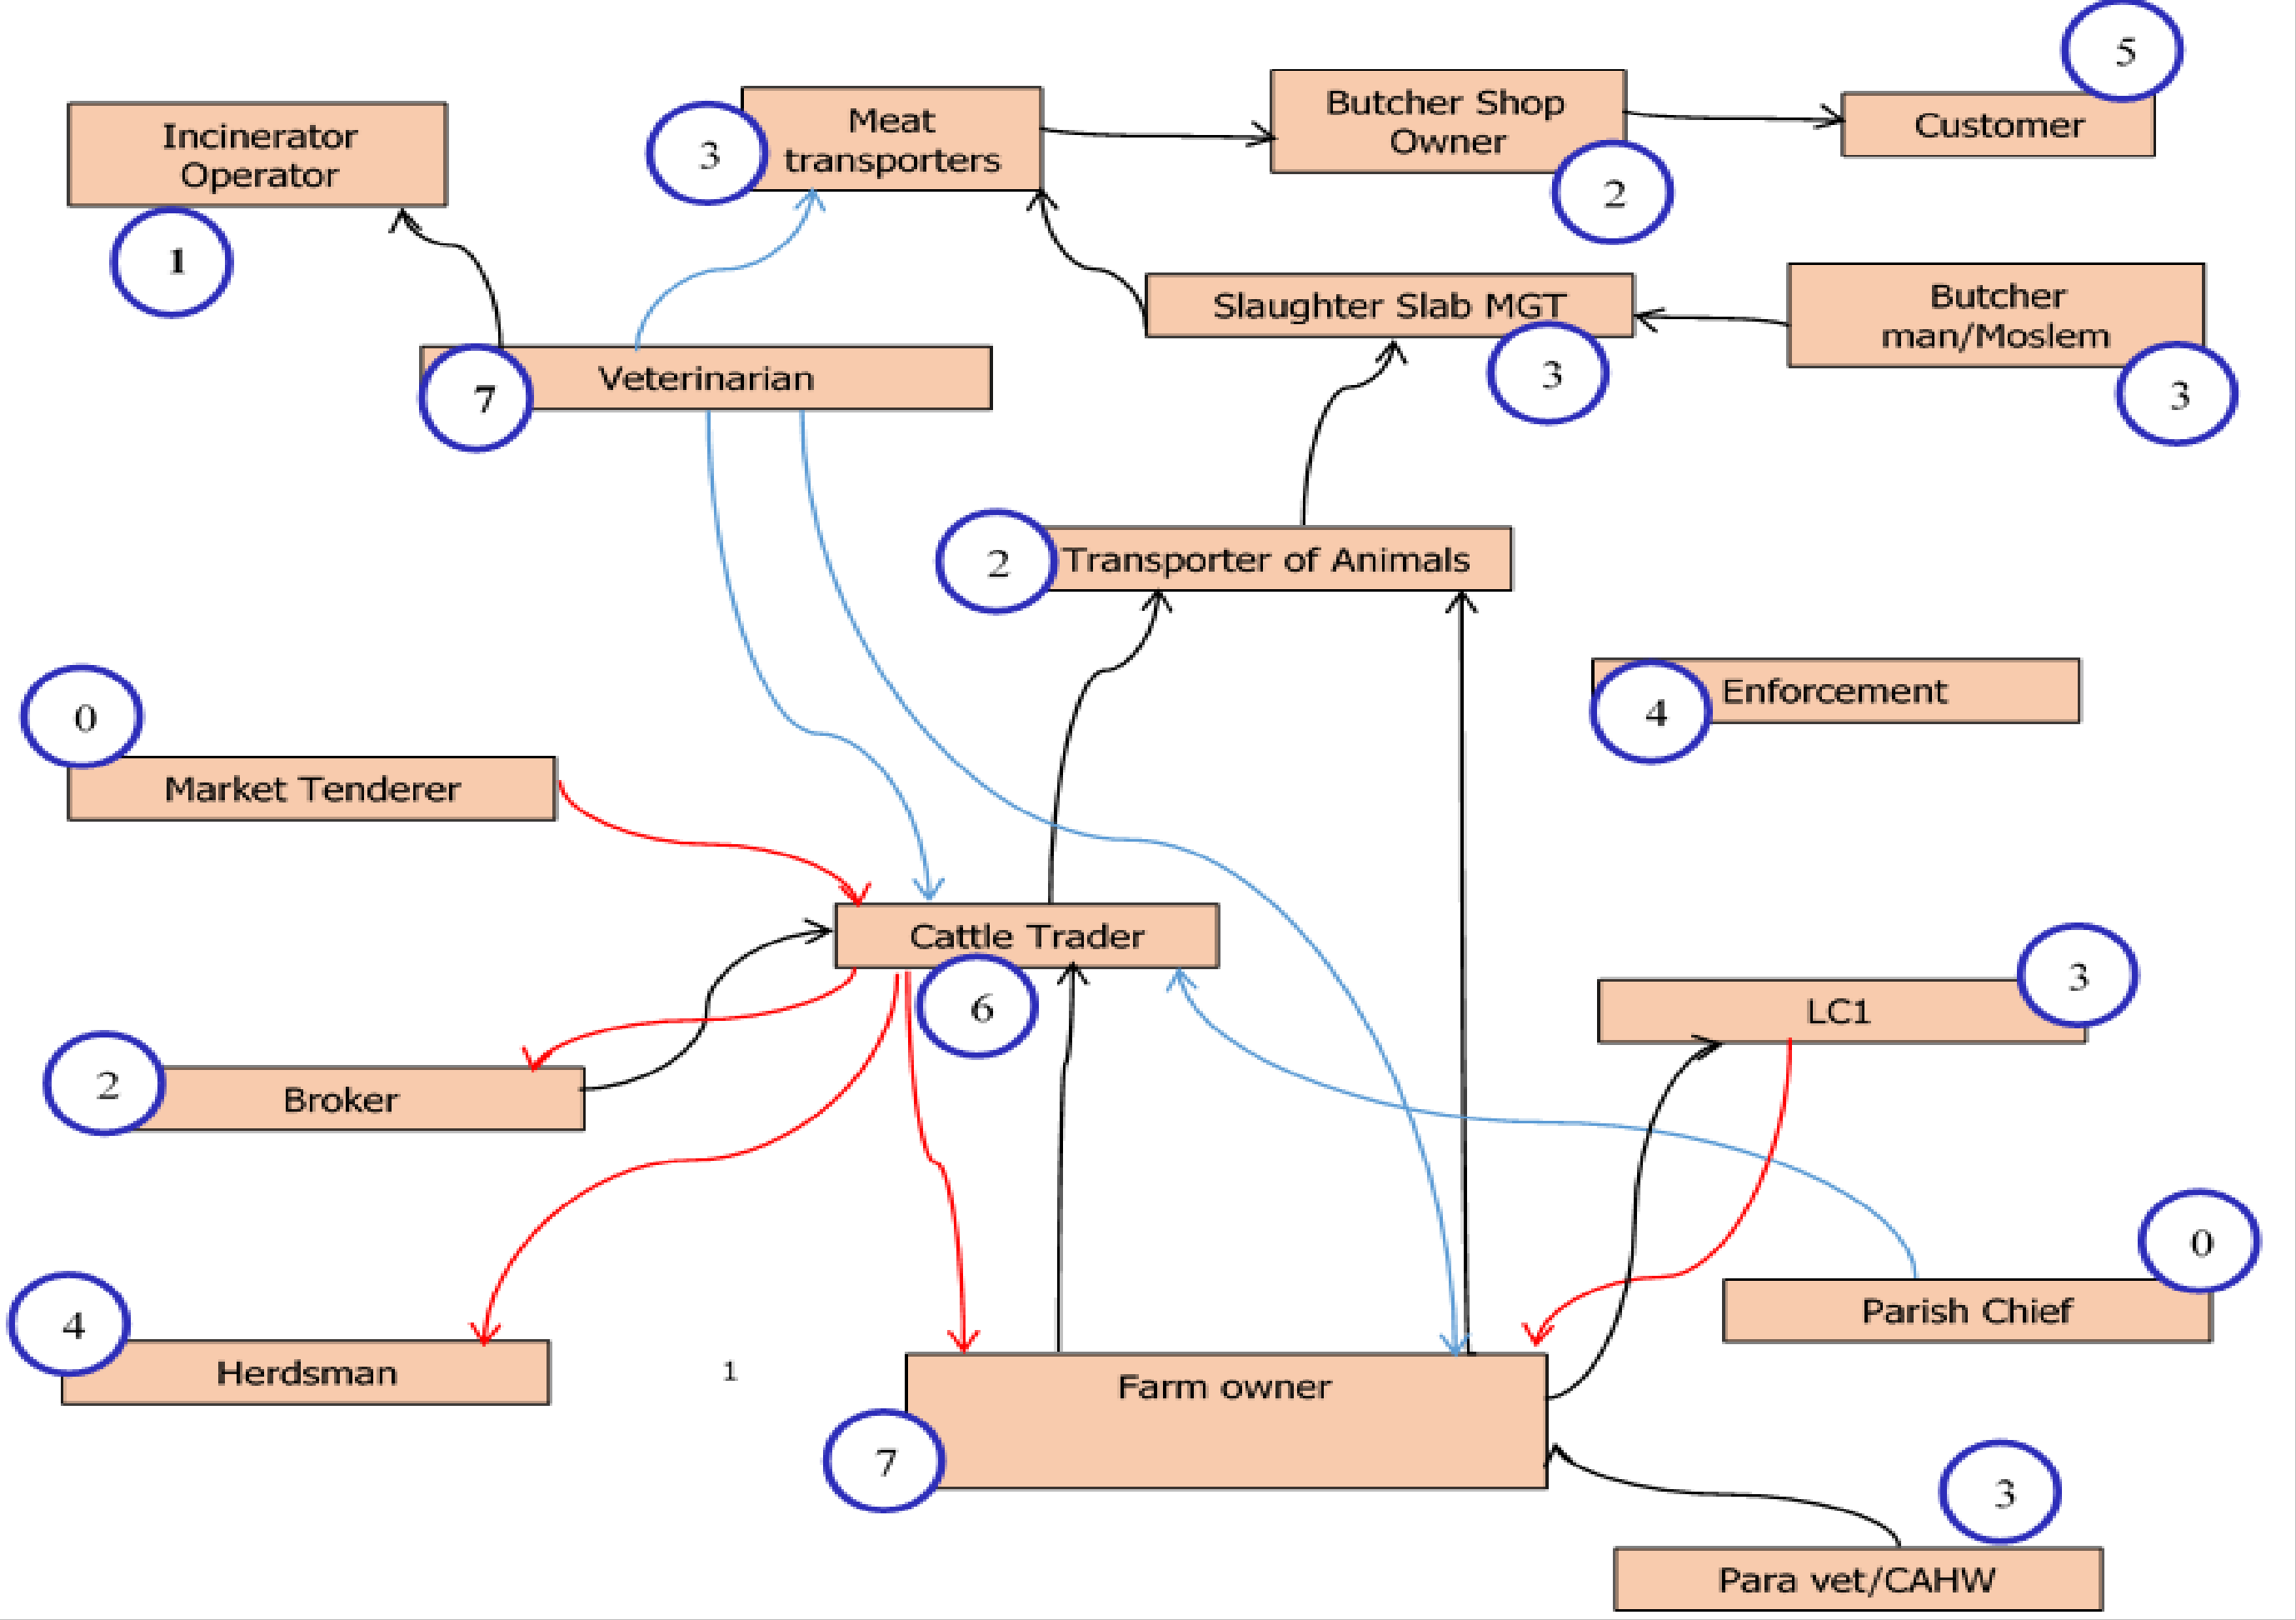 5
Meat
transporters
3
Butcher Shop
Owner
2
Customer
Incinerator
Operator
1
Slaughter Slab MGT
3
Butcher
man/Moslem
3
Veterinarian
7
2
Transporter of Animals
Enforcement
4
0
Market Tenderer
Cattle Trader
6
3
LC1
2
Broker
0
Parish Chief
4
Herdsman
1
Farm owner
7
3
Para vet/CAHW